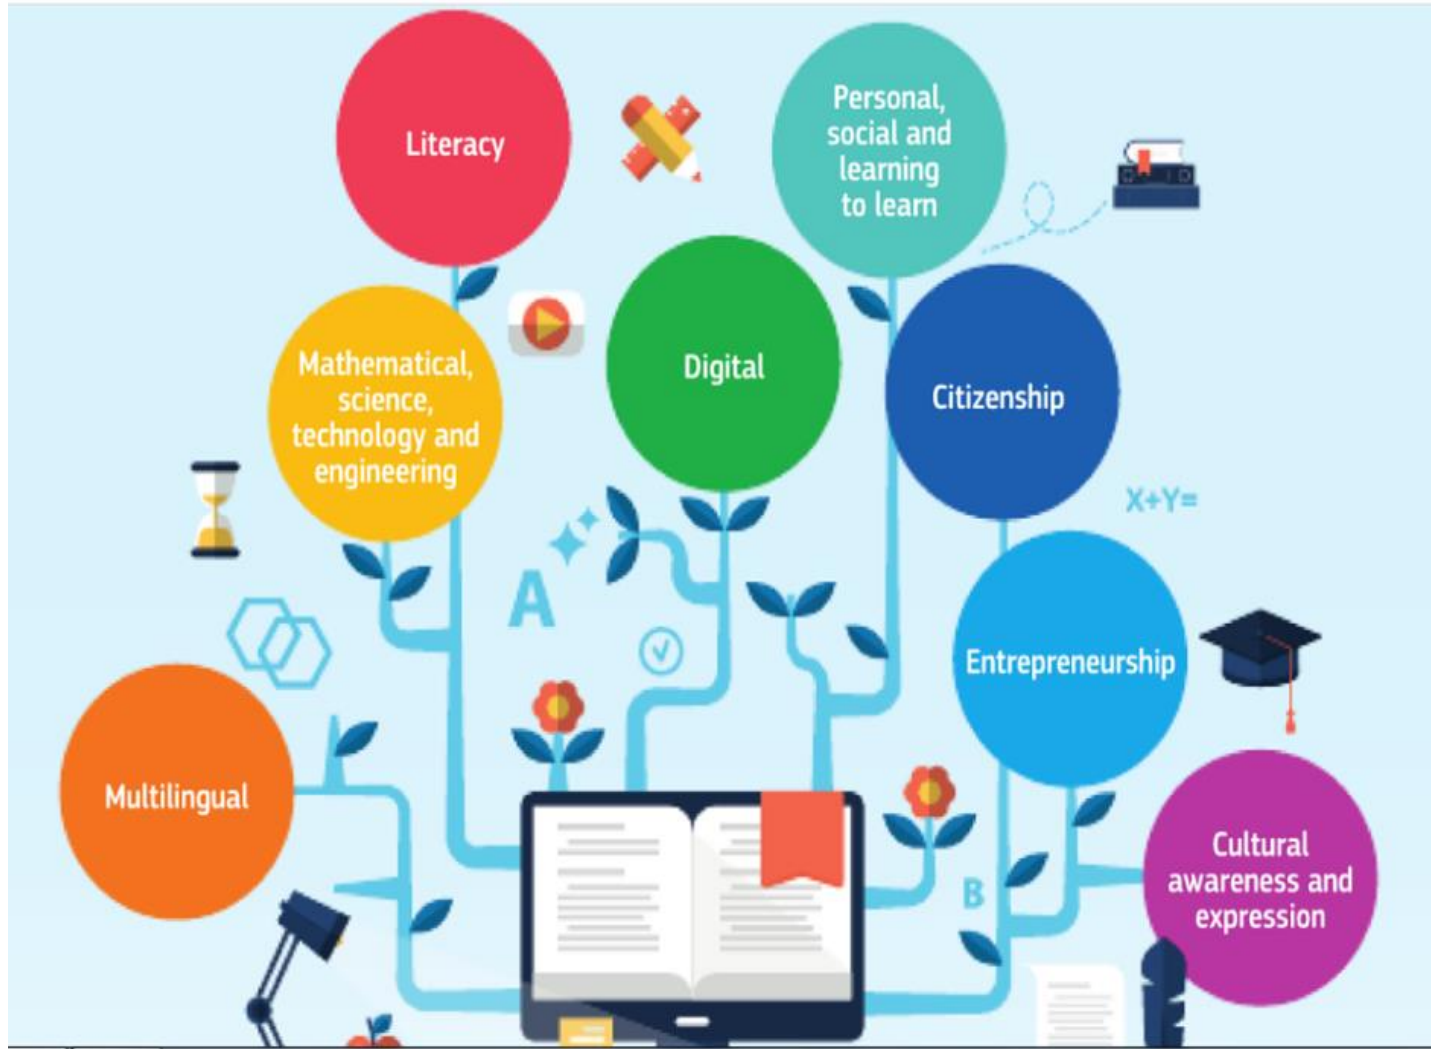 Literacy
Personal,
social and
learning
to learn
Mathematical,
science,
technology and
engineering
Digital
Citizenship
X+Y=
A
Entrepreneurship
Multilingual
B
Cultural
awareness and
expression